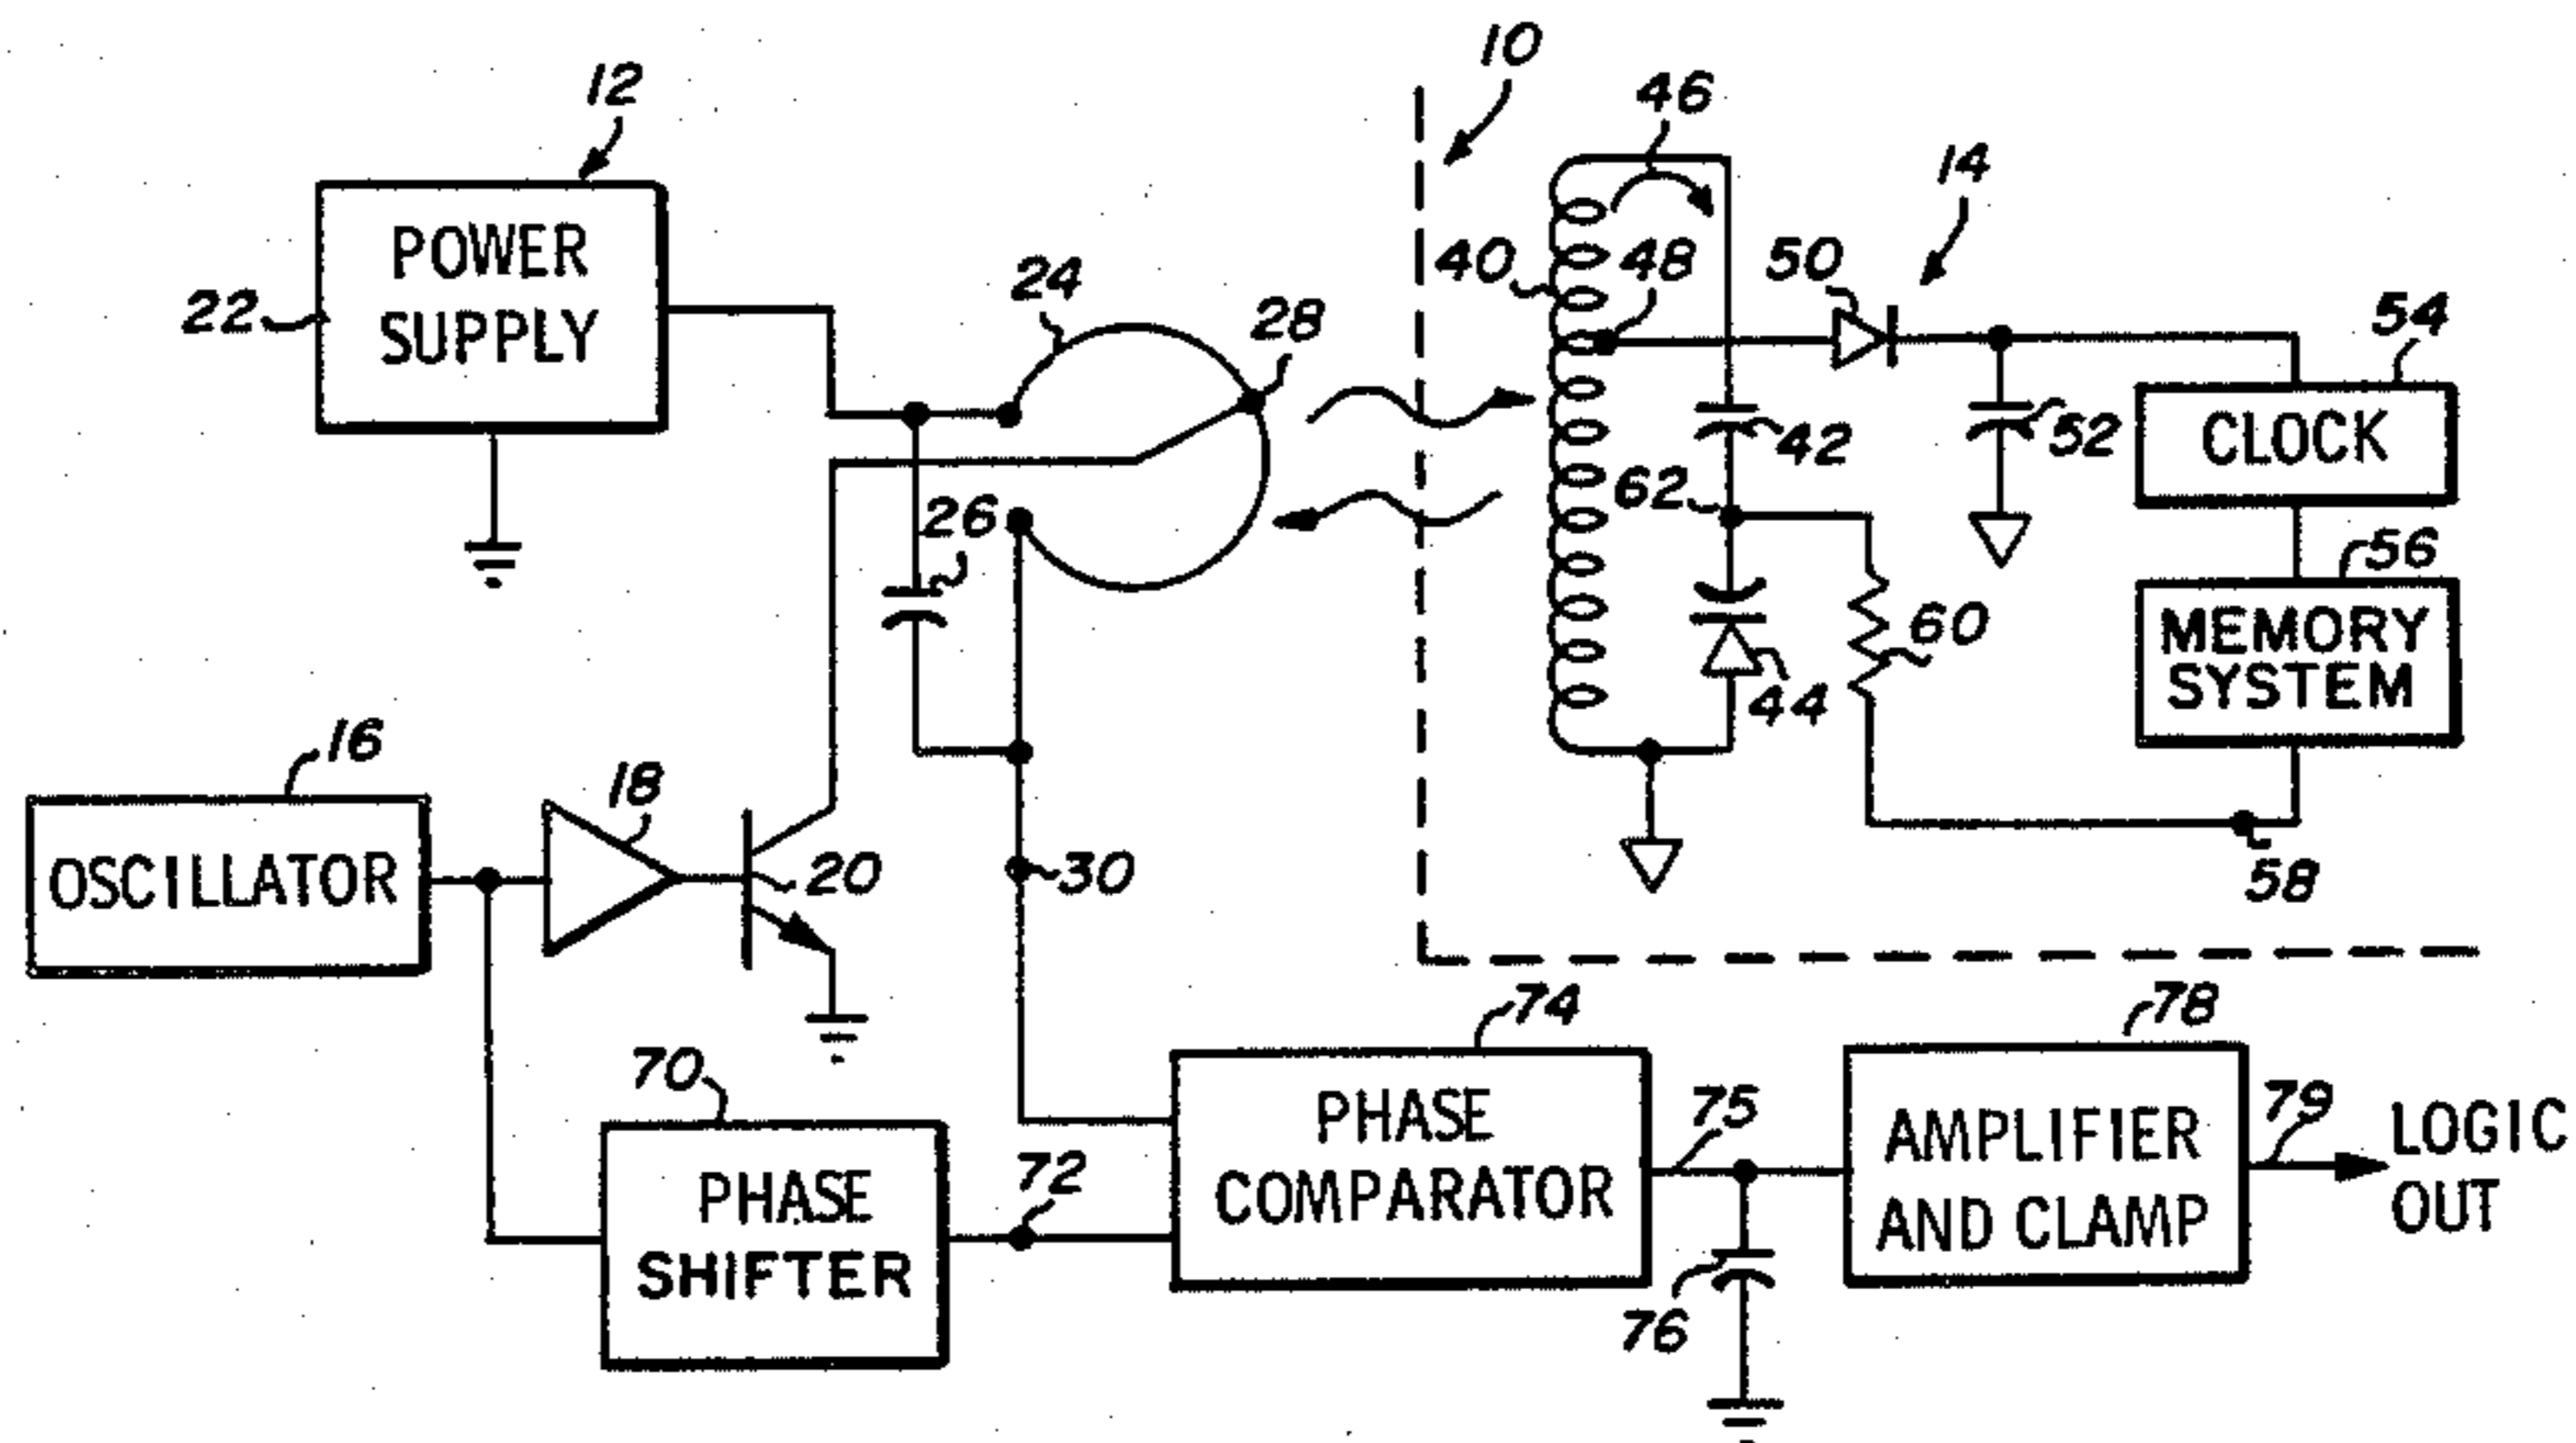 10
12
46
14
POWER
SUPPLY
22
24
28
40
48
50
54
CLOCK
42
52
26
62
56
MEMORY
SYSTEM
60
44
16
18
OSCILLATOR
20
30
58
74
78
70
PHASE
COMPARATOR
75
AMPLIFIER
AND CLAMP
79
LOGIC
OUT
PHASE
SHIFTER
72
76